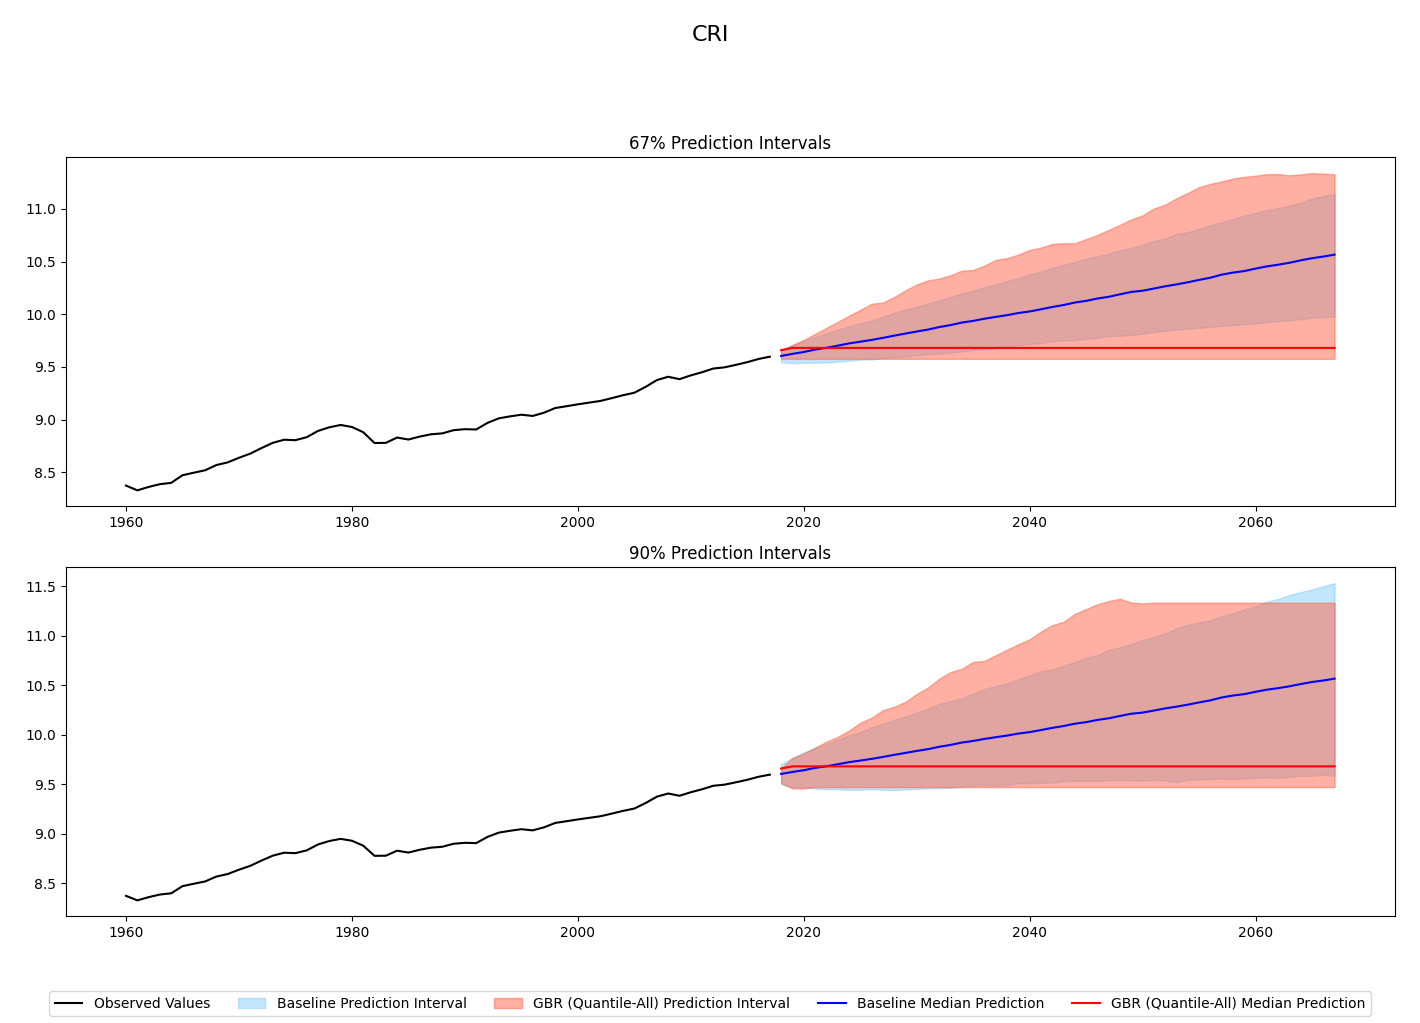 CRI
67% Prediction Intervals
11.0
10.5
10.0
9.5
9.0
8.5
1960 1980 2000 2020 2040 2060
90% Prediction Intervals
11.5
11.0
10.5
10.0
9.5
9.0
8.5
1960 1980 2000 2020 2040 2060
Observed Values Baseline Prediction Interval GBR (Quantile-All) Prediction Interval Baseline Median Prediction GBR (Quantile-All) Median Prediction